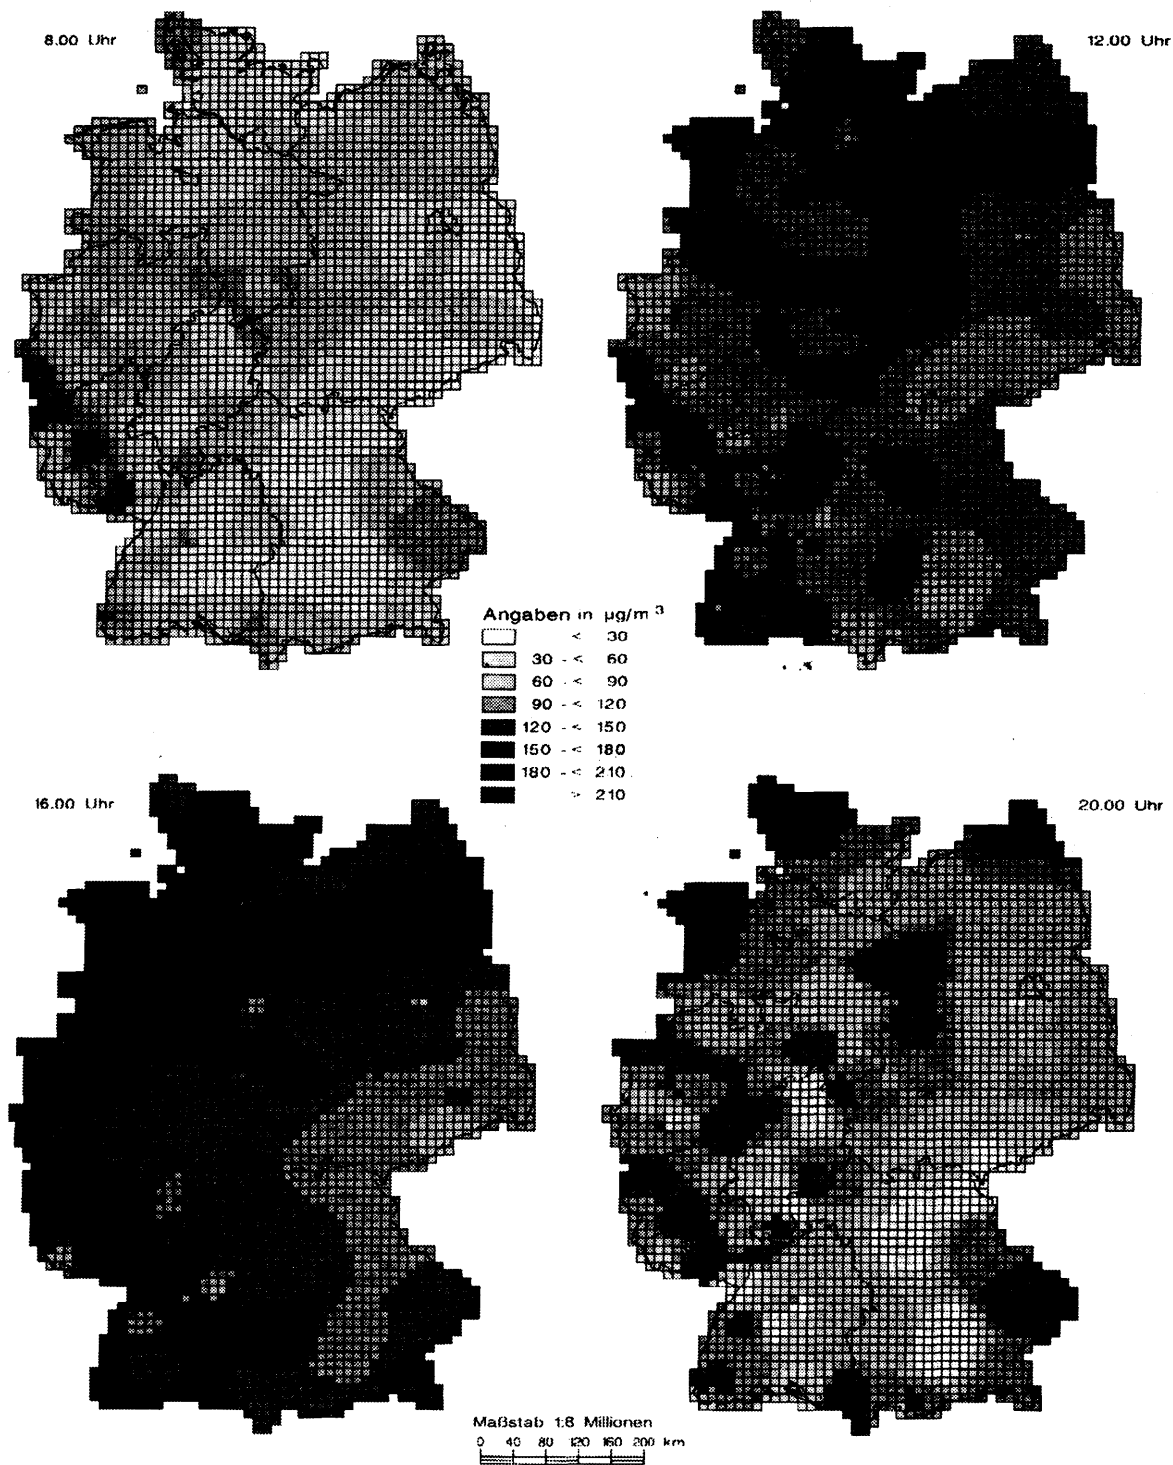 8.00 Uhr
12.00 Uhr
Angaben in µg/m³
< 30
30 - < 60
60 - < 90
90 - < 120
120 - < 150
150 - < 180
180 - < 210
> 210
16.00 Uhr
20.00 Uhr
Maßstab 1:8 Millionen
0 40 80 120 160 200 km